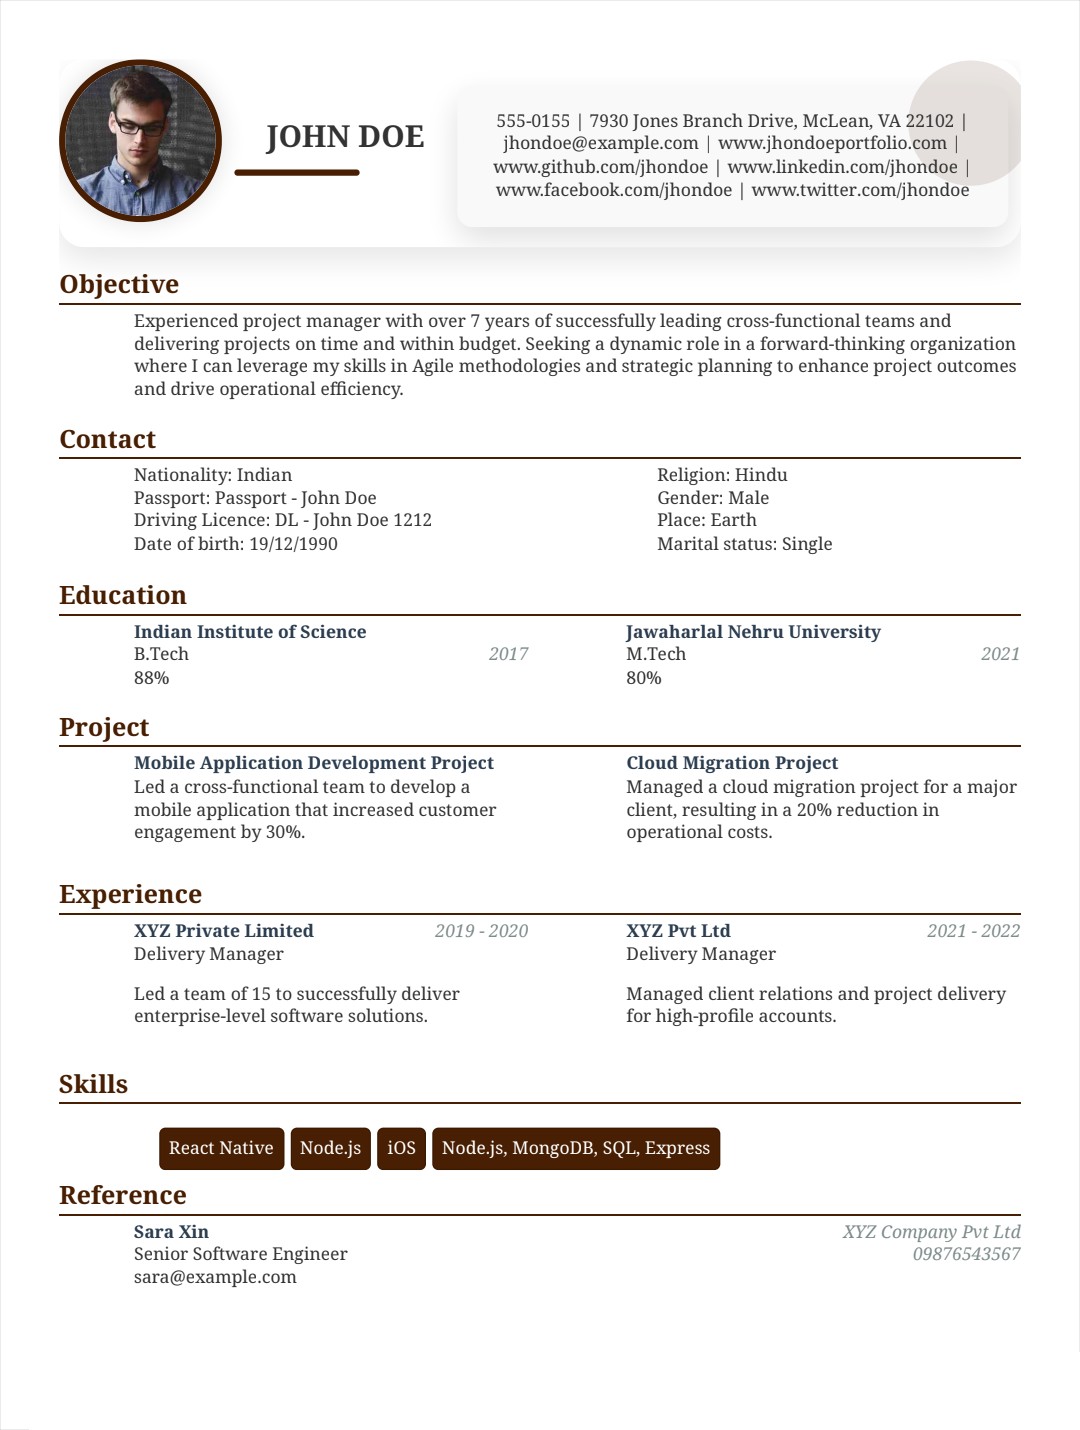 JOHN DOE
555-0155 | 7930 Jones Branch Drive, McLean, VA 22102 |
jhondoe@example.com | www.jhondoeportfolio.com |
www.github.com/jhondoe | www.linkedin.com/jhondoe |
www.facebook.com/jhondoe | www.twitter.com/jhondoe
Objective
Experienced project manager with over 7 years of successfully leading cross-functional teams and
delivering projects on time and within budget. Seeking a dynamic role in a forward-thinking organization
where I can leverage my skills in Agile methodologies and strategic planning to enhance project outcomes
and drive operational efficiency.
Contact
Nationality: Indian
Passport: Passport - John Doe
Driving Licence: DL - John Doe 1212
Date of birth: 19/12/1990
Religion: Hindu
Gender: Male
Place: Earth
Marital status: Single
Education
Indian Institute of Science
B.Tech 2017
88%
Jawaharlal Nehru University
M.Tech 2021
80%
Project
Mobile Application Development Project
Led a cross-functional team to develop a
mobile application that increased customer
engagement by 30%.
Cloud Migration Project
Managed a cloud migration project for a major
client, resulting in a 20% reduction in
operational costs.
Experience
XYZ Private Limited 2019 - 2020
Delivery Manager
Led a team of 15 to successfully deliver
enterprise-level software solutions.
XYZ Pvt Ltd 2021 - 2022
Delivery Manager
Managed client relations and project delivery
for high-profile accounts.
Skills
React Native Node.js iOS Node.js, MongoDB, SQL, Express
Reference
Sara Xin XYZ Company Pvt Ltd
Senior Software Engineer 09876543567
sara@example.com